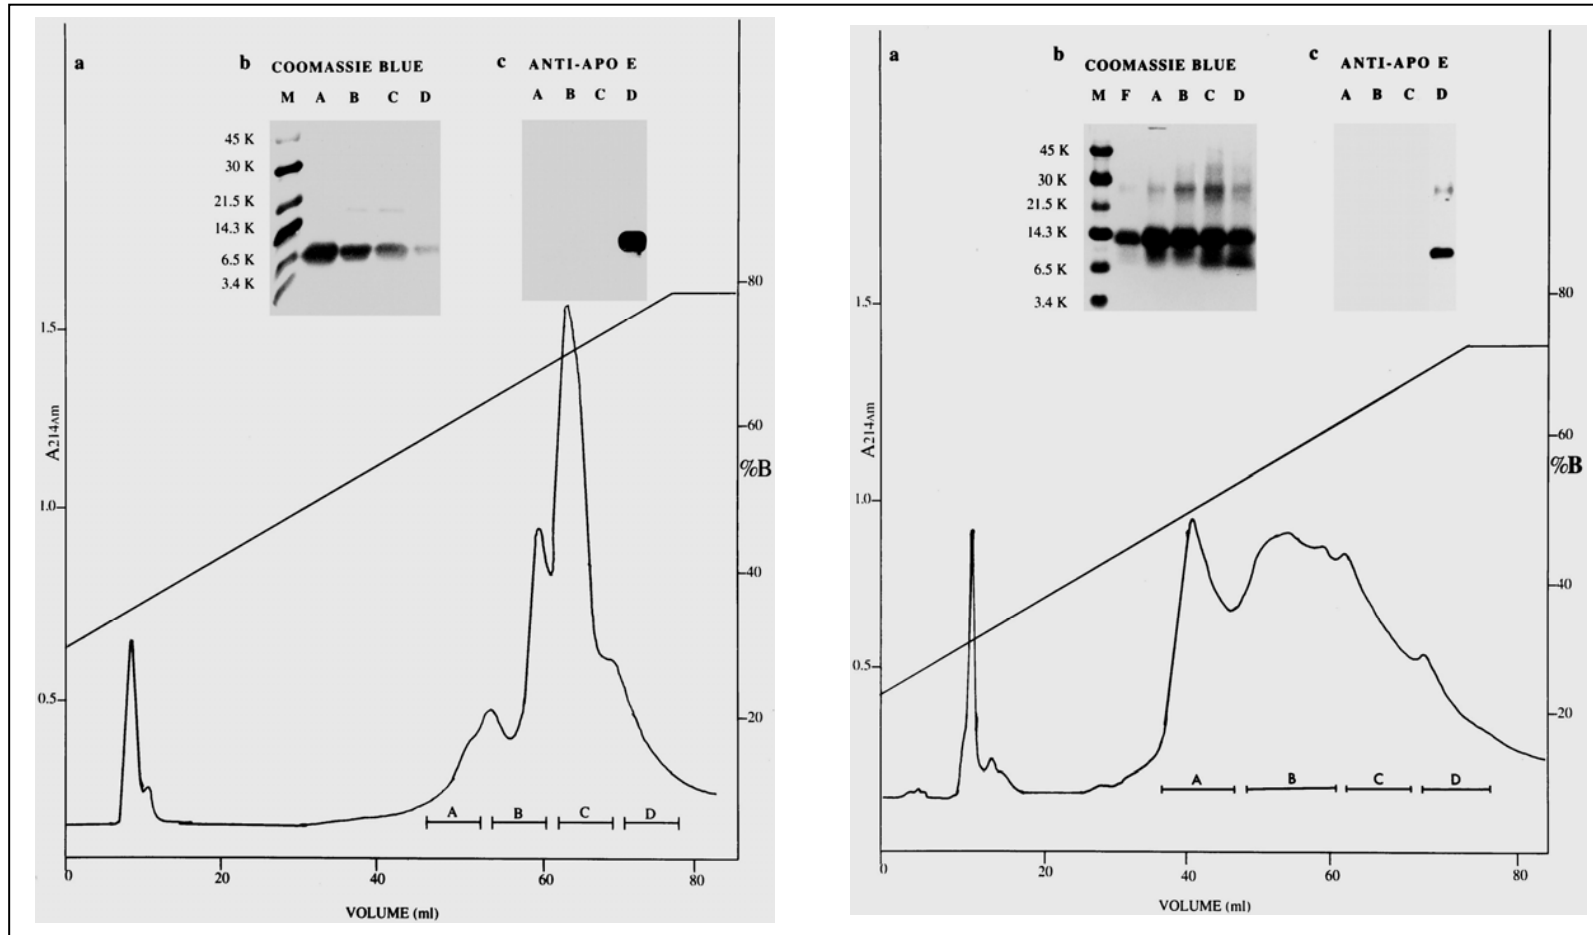 a
b COOMASSIE BLUE
M A B C D
45 K
30 K
21.5 K
14.3 K
6.5 K
3.4 K
c ANTI-APO E
A B C D
1.5
1.0
0.5
A214nm
80
60
%B
40
20
A B C D
0 20 40 60 80
VOLUME (ml)
a
b COOMASSIE BLUE
M F A B C D
45 K
30 K
21.5 K
14.3 K
6.5 K
3.4 K
c ANTI-APO E
A B C D
1.5
1.0
0.5
A214nm
80
60
%B
40
20
A B C D
0 20 40 60 80
VOLUME (ml)